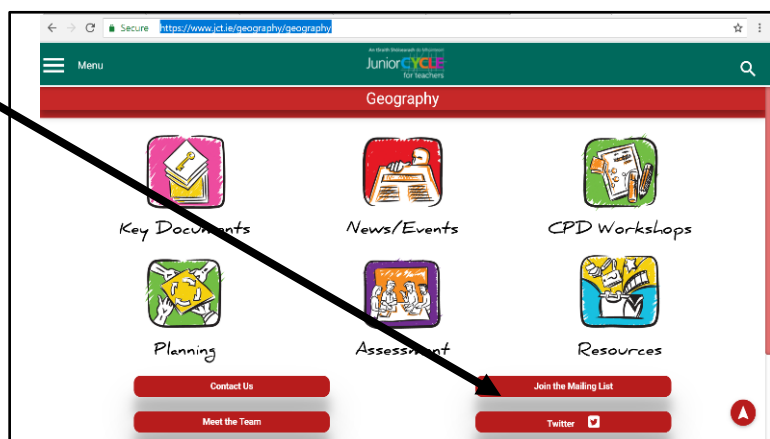 Secure https://www.jct.ie/geography/geography
Menu
Junior CYCLE
for teachers
Geography
Key Documents
News/Events
CPD Workshops
Planning
Assessment
Resources
Contact Us
Join the Mailing List
Meet the Team
Twitter